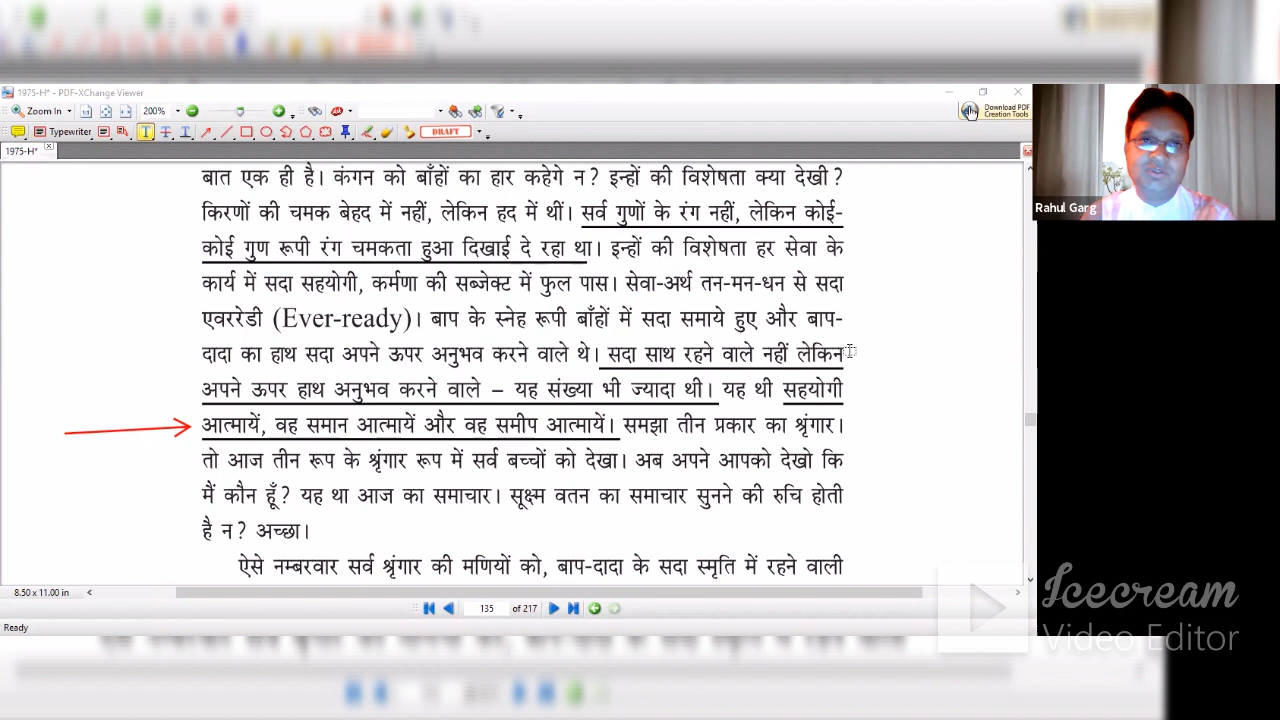 1975-H* - PDF-XChange Viewer
Zoom In
200%
Download PDF
Creation Tools
Typewriter
DRAFT
1975-H*
बात एक ही है। कंगन को बाँहों का हार कहेगे न? इन्हों की विशेषता क्या देखी?
किरणों की चमक बेहद में नहीं, लेकिन हद में थीं। सर्व गुणों के रंग नहीं, लेकिन कोई-
कोई गुण रूपी रंग चमकता हुआ दिखाई दे रहा था। इन्हों की विशेषता हर सेवा के
कार्य में सदा सहयोगी, कर्मणा की सब्जेक्ट में फुल पास। सेवा-अर्थ तन-मन-धन से सदा
एवररेडी (Ever-ready)। बाप के स्नेह रूपी बाँहों में सदा समाये हुए और बाप-
दादा का हाथ सदा अपने ऊपर अनुभव करने वाले थे। सदा साथ रहने वाले नहीं लेकिन
अपने ऊपर हाथ अनुभव करने वाले – यह संख्या भी ज्यादा थी। यह थी सहयोगी
आत्मायें, वह समान आत्मायें और वह समीप आत्मायें। समझा तीन प्रकार का श्रृंगार।
तो आज तीन रूप के श्रृंगार रूप में सर्व बच्चों को देखा। अब अपने आपको देखो कि
मैं कौन हूँ? यह था आज का समाचार। सूक्ष्म वतन का समाचार सुनने की रुचि होती
है न? अच्छा।
ऐसे नम्बरवार सर्व श्रृंगार की मणियों को, बाप-दादा के सदा स्मृति में रहने वाली
8.50 x 11.00 in
135
of 217
Ready
Rahul Garg
Icecream
Video Editor